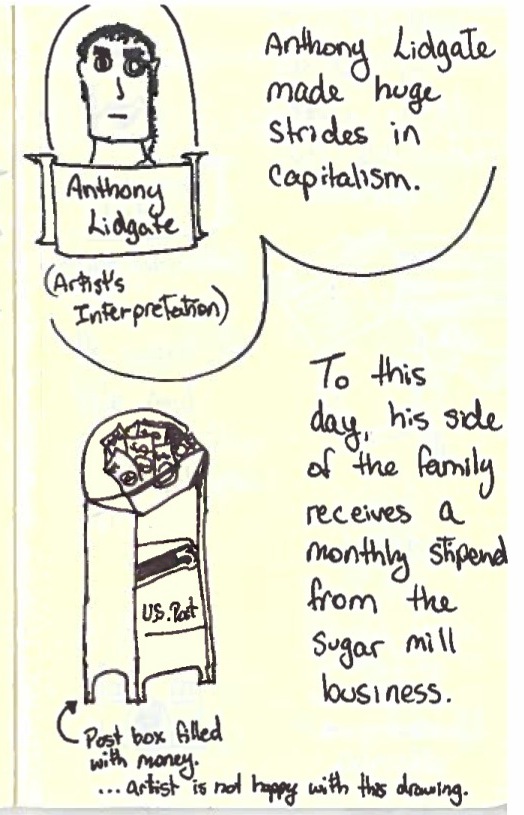 Anthony Lidgate
made huge
strides in
capitalism.
Anthony
Lidgate
(Artist's
Interpretation)
To this
day, his side
of the family
receives a
monthly stipend
from the
sugar mill
business.
U.S. Post
Post box filled
with money.
...artist is not happy with this drawing.